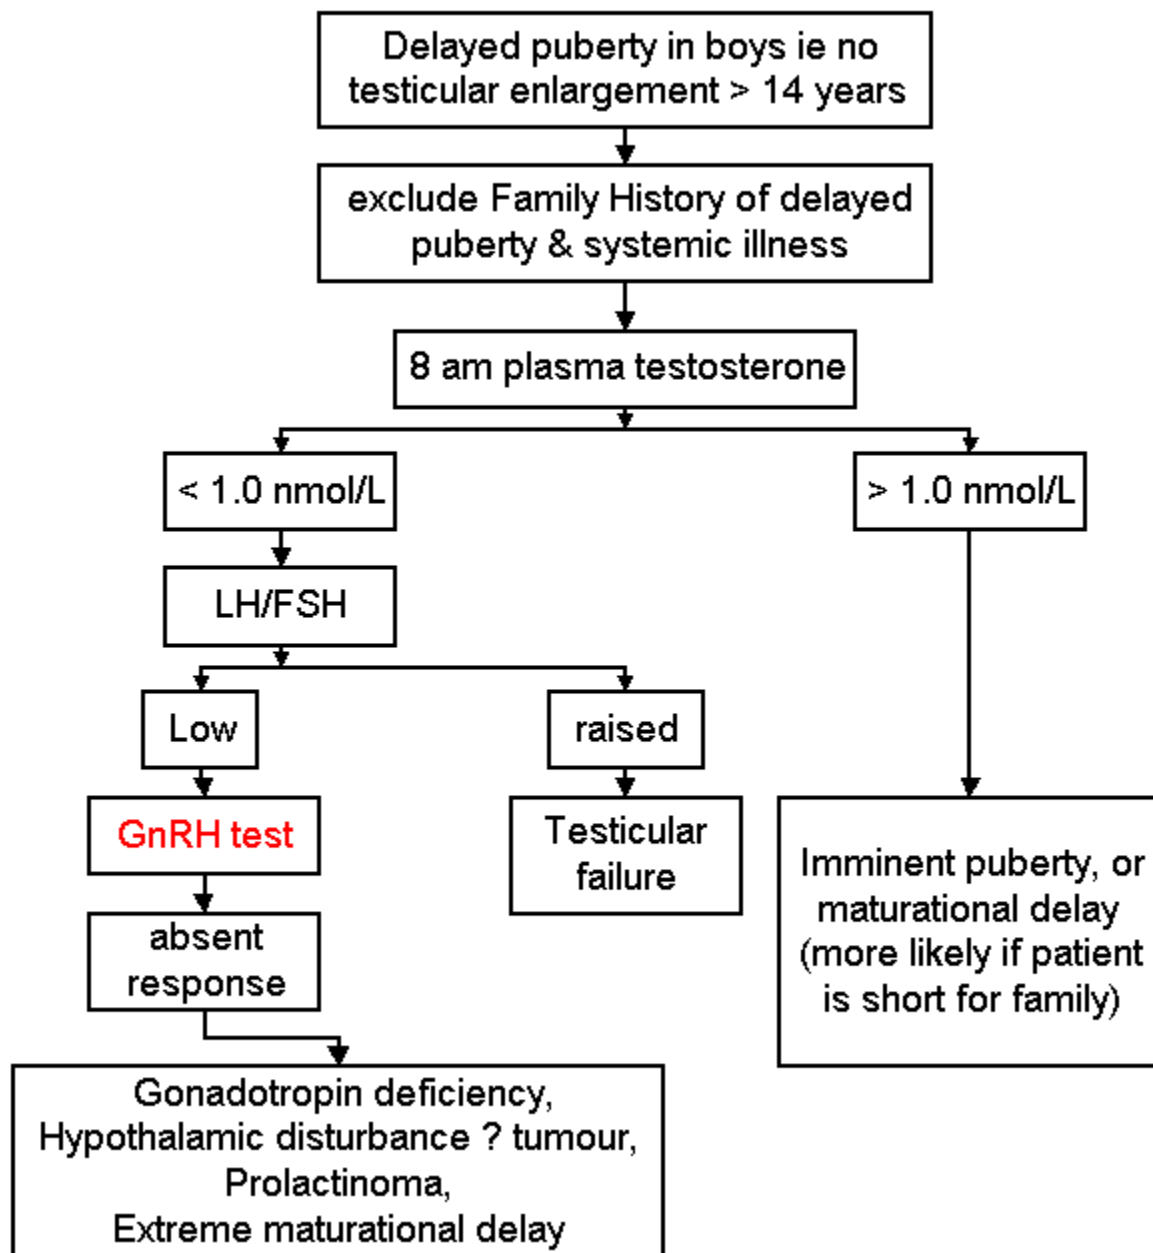 Delayed puberty in boys ie no
testicular enlargement > 14 years
exclude Family History of delayed
puberty & systemic illness
8 am plasma testosterone
< 1.0 nmol/L
> 1.0 nmol/L
LH/FSH
Low
raised
GnRH test
Testicular
failure
Imminent puberty, or
maturational delay
(more likely if patient
is short for family)
absent
response
Gonadotropin deficiency,
Hypothalamic disturbance ? tumour,
Prolactinoma,
Extreme maturational delay